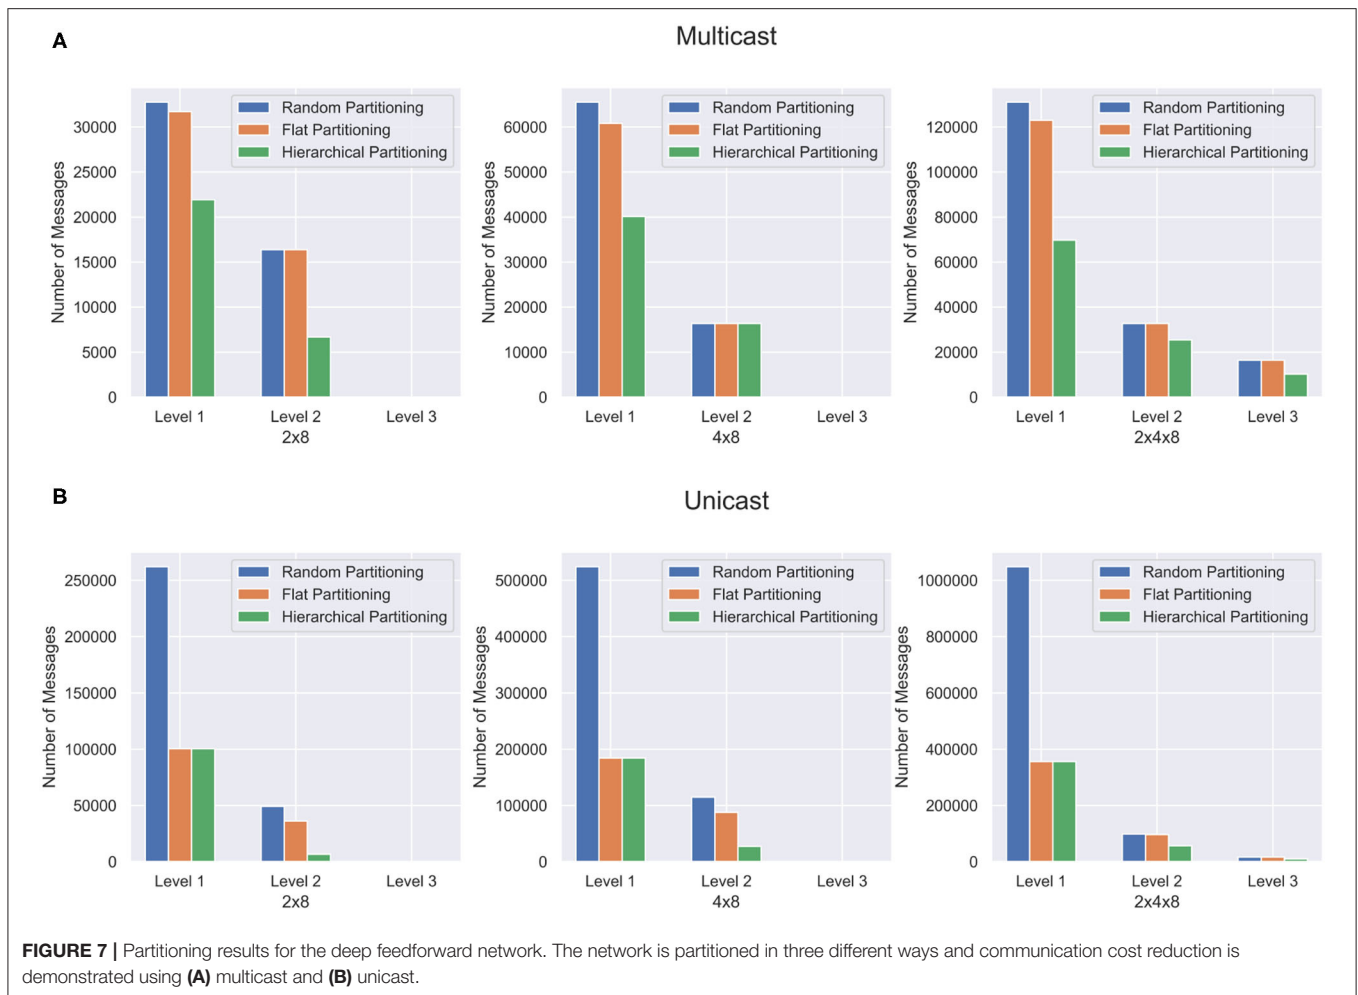 A
Multicast
Random Partitioning
Flat Partitioning
Hierarchical Partitioning
Number of Messages
30000
25000
20000
15000
10000
5000
0
Level 1
Level 2
Level 3
2x8
Random Partitioning
Flat Partitioning
Hierarchical Partitioning
Number of Messages
60000
50000
40000
30000
20000
10000
0
Level 1
Level 2
Level 3
4x8
Random Partitioning
Flat Partitioning
Hierarchical Partitioning
Number of Messages
120000
100000
80000
60000
40000
20000
0
Level 1
Level 2
Level 3
2x4x8
B
Unicast
Random Partitioning
Flat Partitioning
Hierarchical Partitioning
Number of Messages
250000
200000
150000
100000
50000
0
Level 1
Level 2
Level 3
2x8
Random Partitioning
Flat Partitioning
Hierarchical Partitioning
Number of Messages
500000
400000
300000
200000
100000
0
Level 1
Level 2
Level 3
4x8
Random Partitioning
Flat Partitioning
Hierarchical Partitioning
Number of Messages
1000000
800000
600000
400000
200000
0
Level 1
Level 2
Level 3
2x4x8
FIGURE 7 | Partitioning results for the deep feedforward network. The network is partitioned in three different ways and communication cost reduction is
demonstrated using (A) multicast and (B) unicast.